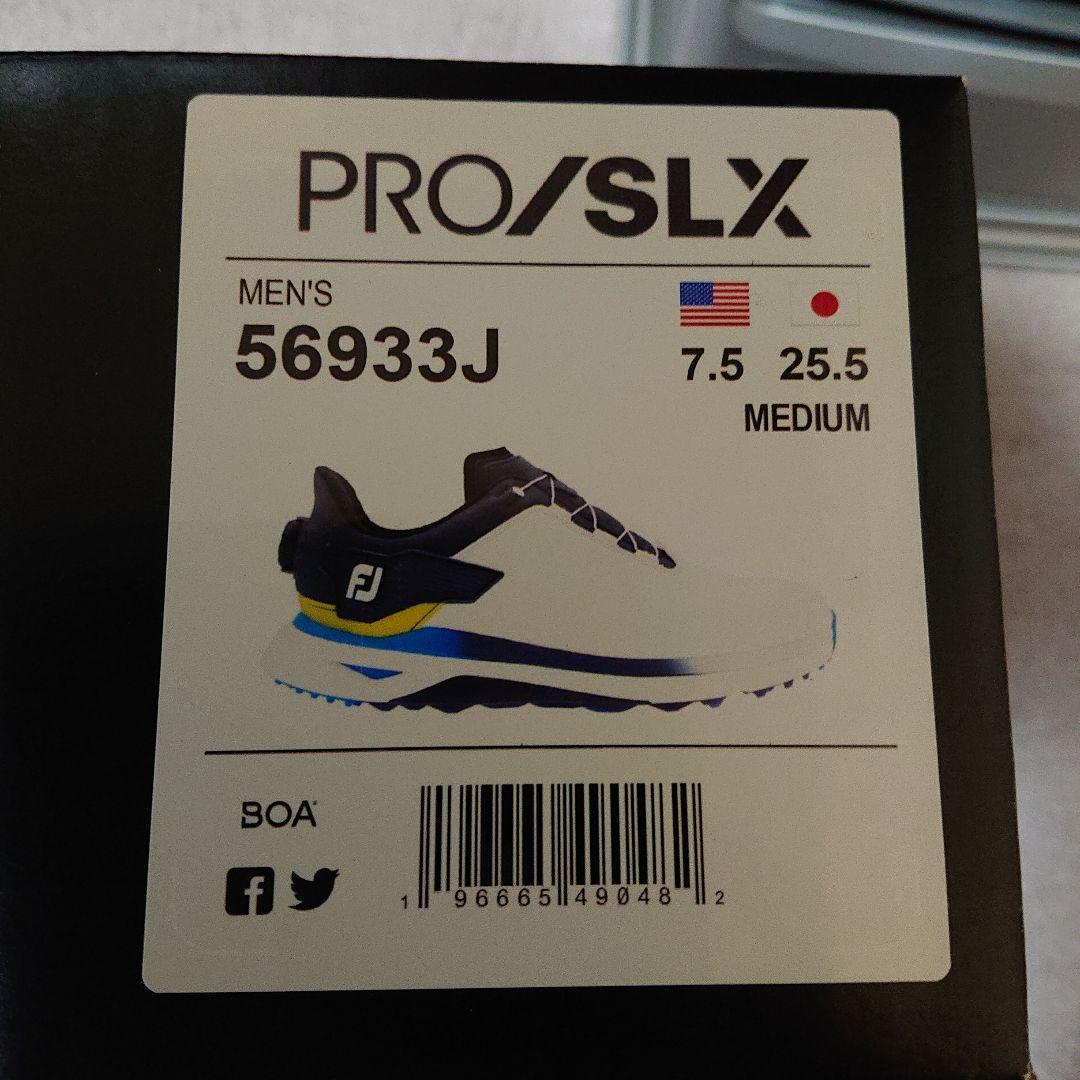 PRO/SLX
MEN'S
56933J
7.5 25.5
MEDIUM
FJ
BOA
f
1 96665 49048 2